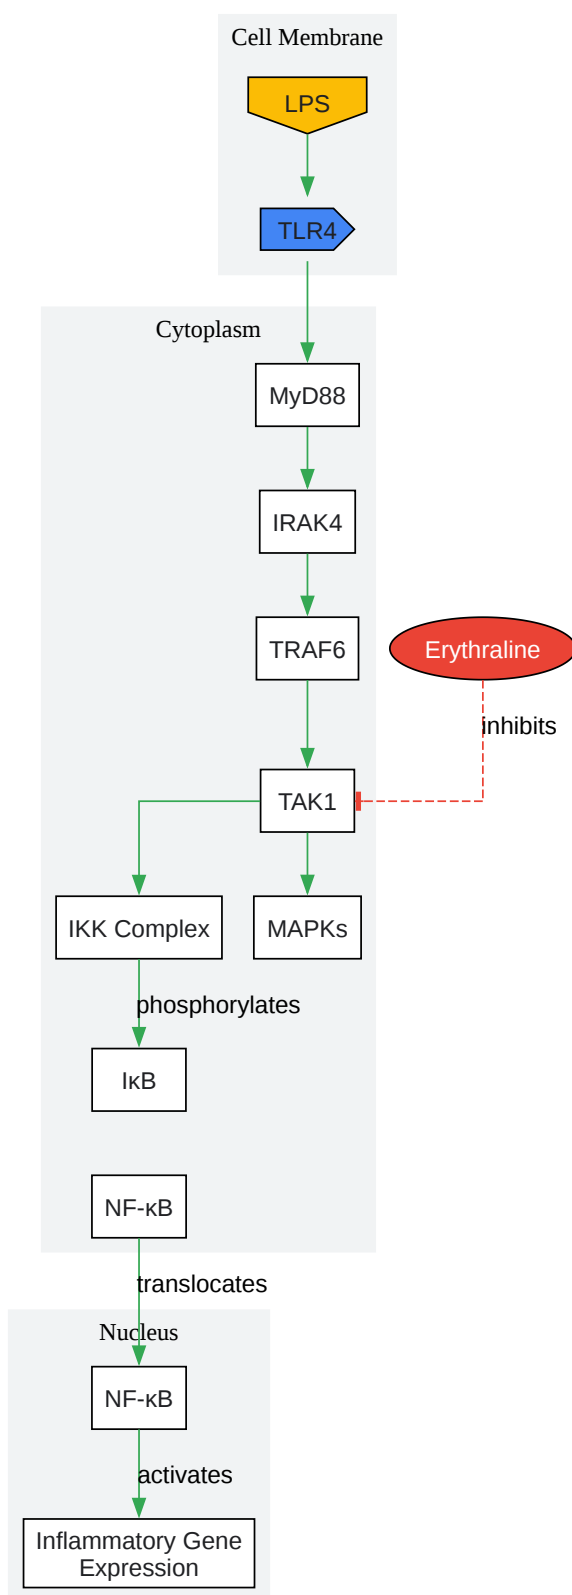 Cell Membrane
LPS
TLR4
Cytoplasm
MyD88
IRAK4
TRAF6
Erythraline
inhibits
TAK1
IKK Complex
MAPKs
phosphorylates
IκB
NF-κB
translocates
Nucleus
NF-κB
activates
Inflammatory Gene
Expression